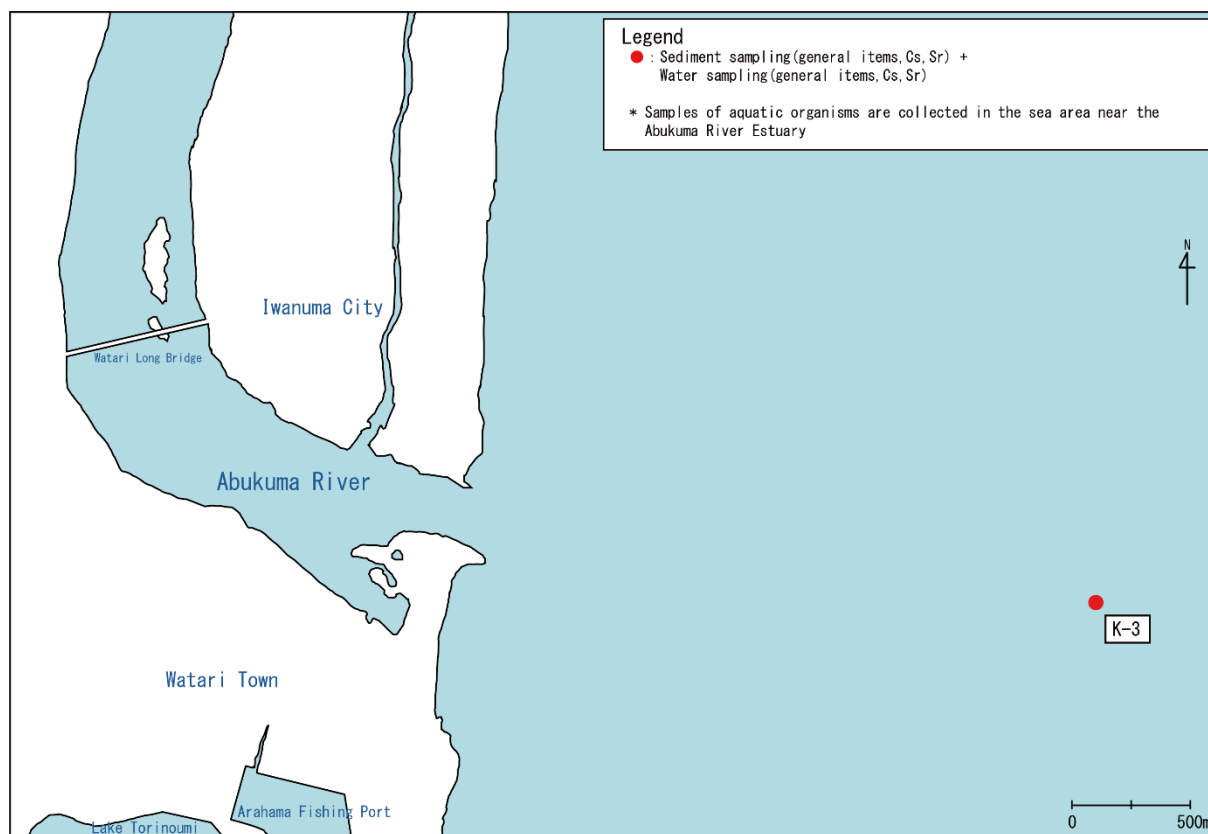 Legend
: Sediment sampling(general items,Cs,Sr) +
Water sampling(general items,Cs,Sr)
* Samples of aquatic organisms are collected in the sea area near the
Abukuma River Estuary
N
Iwanuma City
Watari Long Bridge
Abukuma River
K-3
Watari Town
Arahama Fishing Port
Lake Torinoumi
0 500m